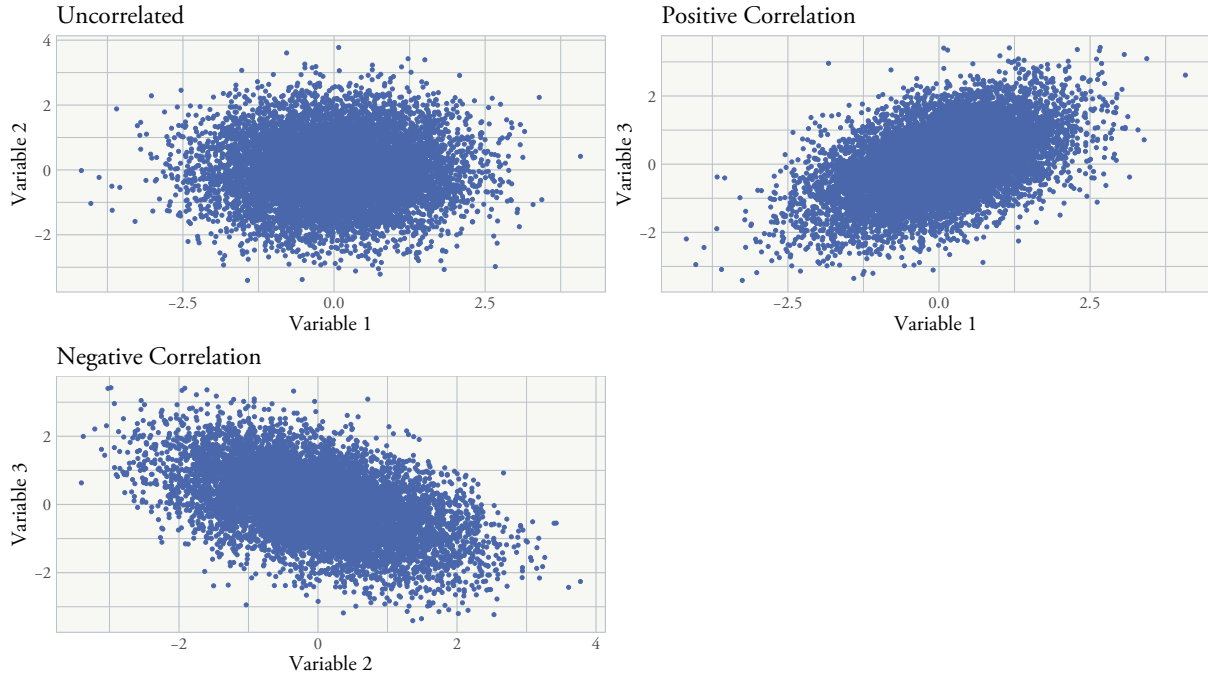 Uncorrelated
4
2
0
−2
Variable 2
−2.5 0.0 2.5
Variable 1
Positive Correlation
2
0
−2
Variable 3
−2.5 0.0 2.5
Variable 1
Negative Correlation
2
0
−2
Variable 3
−2 0 2 4
Variable 2